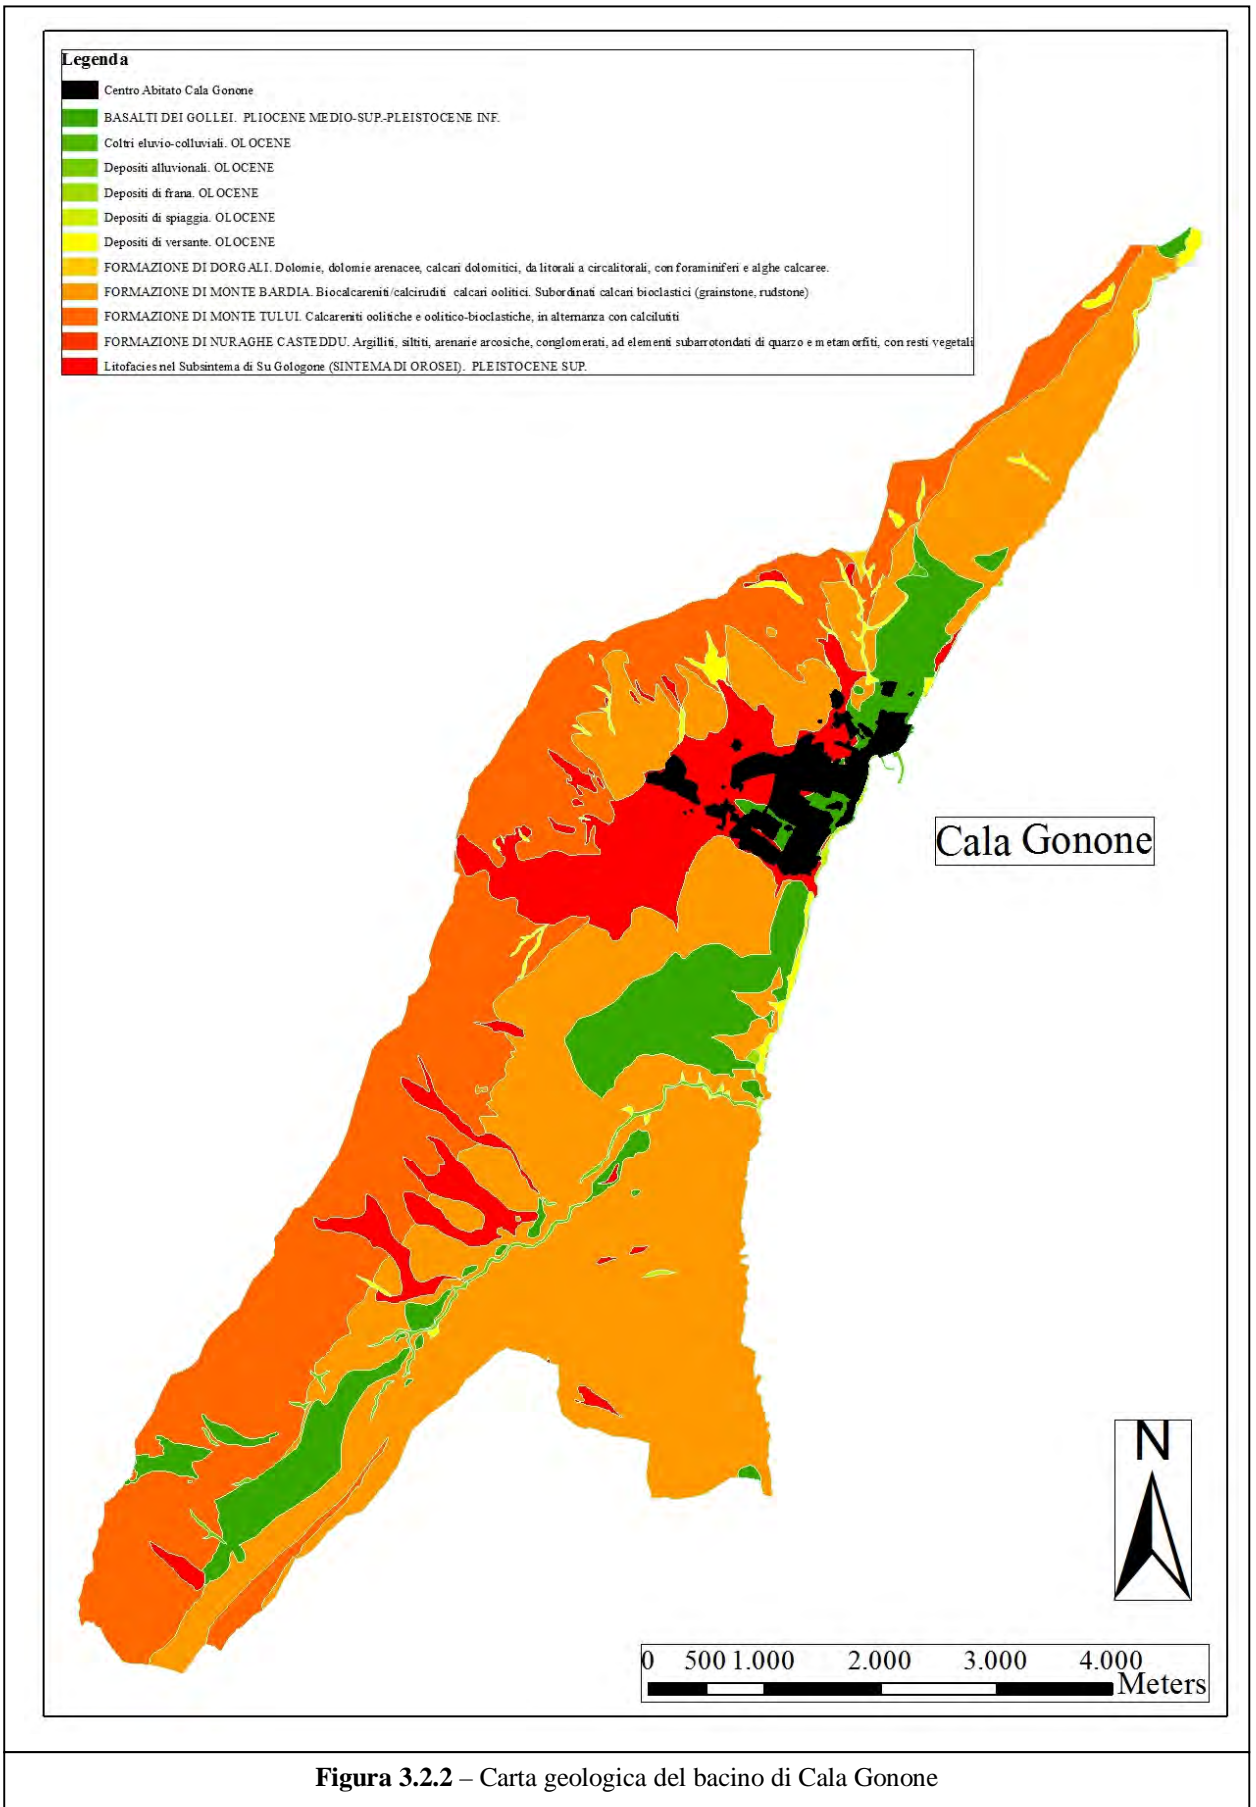 Legenda
Centro Abitato Cala Gonone
BASALTI DEI GOLLEI. PLIOCENE MEDIO-SUP.-PLEISTOCENE INF.
Coltri eluvio-colluviali. OLOCENE
Depositi alluvionali. OLOCENE
Depositi di frana. OLOCENE
Depositi di spiaggia. OLOCENE
Depositi di versante. OLOCENE
FORMAZIONE DI DORGALI. Dolomie, dolomie arenacee, calcari dolomitici, da litorali a circalitorali, con foraminiferi e alghe calcaree.
FORMAZIONE DI MONTE BARDIA. Biocalcareniti/calciruditi calcari oolitici. Subordinati calcari bioclastici (grainstone, rudstone)
FORMAZIONE DI MONTE TULUI. Calcareniti oolitiche e oolitico-bioclastiche, in alternanza con calcilutiti
FORMAZIONE DI NURAGHE CASTEDDU. Argilliti, siltiti, arenarie arcosiche, conglomerati, ad elementi subarrotondati di quarzo e metamorfiti, con resti vegetali
Litofacies nel Subsintema di Su Gologone (SINTEMA DI OROSEI). PLEISTOCENE SUP.
Cala Gonone
N
0 500 1.000 2.000 3.000 4.000
Meters
Figura 3.2.2 – Carta geologica del bacino di Cala Gonone